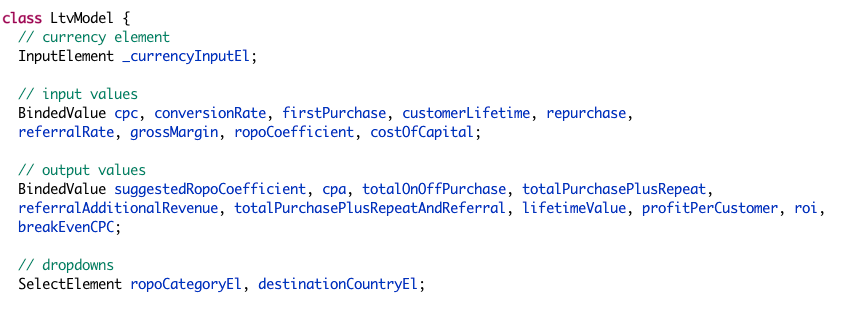 class LtvModel {
// currency element
InputElement _currencyInputEl;
// input values
BindedValue cpc, conversionRate, firstPurchase, customerLifetime, repurchase,
referralRate, grossMargin, ropoCoefficient, costOfCapital;
// output values
BindedValue suggestedRopoCoefficient, cpa, totalOnOffPurchase, totalPurchasePlusRepeat,
referralAdditionalRevenue, totalPurchasePlusRepeatAndReferral, lifetimeValue, profitPerCustomer, roi,
breakEvenCPC;
// dropdowns
SelectElement ropoCategoryEl, destinationCountryEl;